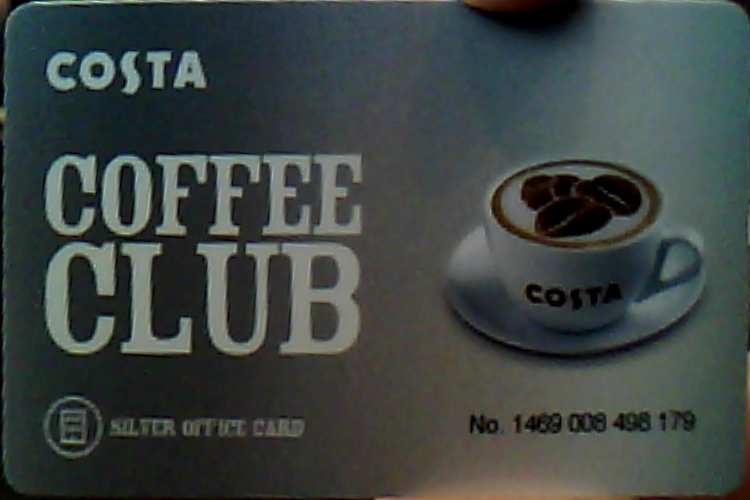 COSTA
COFFEE
CLUB
COSTA
SILVER OFFICE CARD
No. 1469 008 498 179